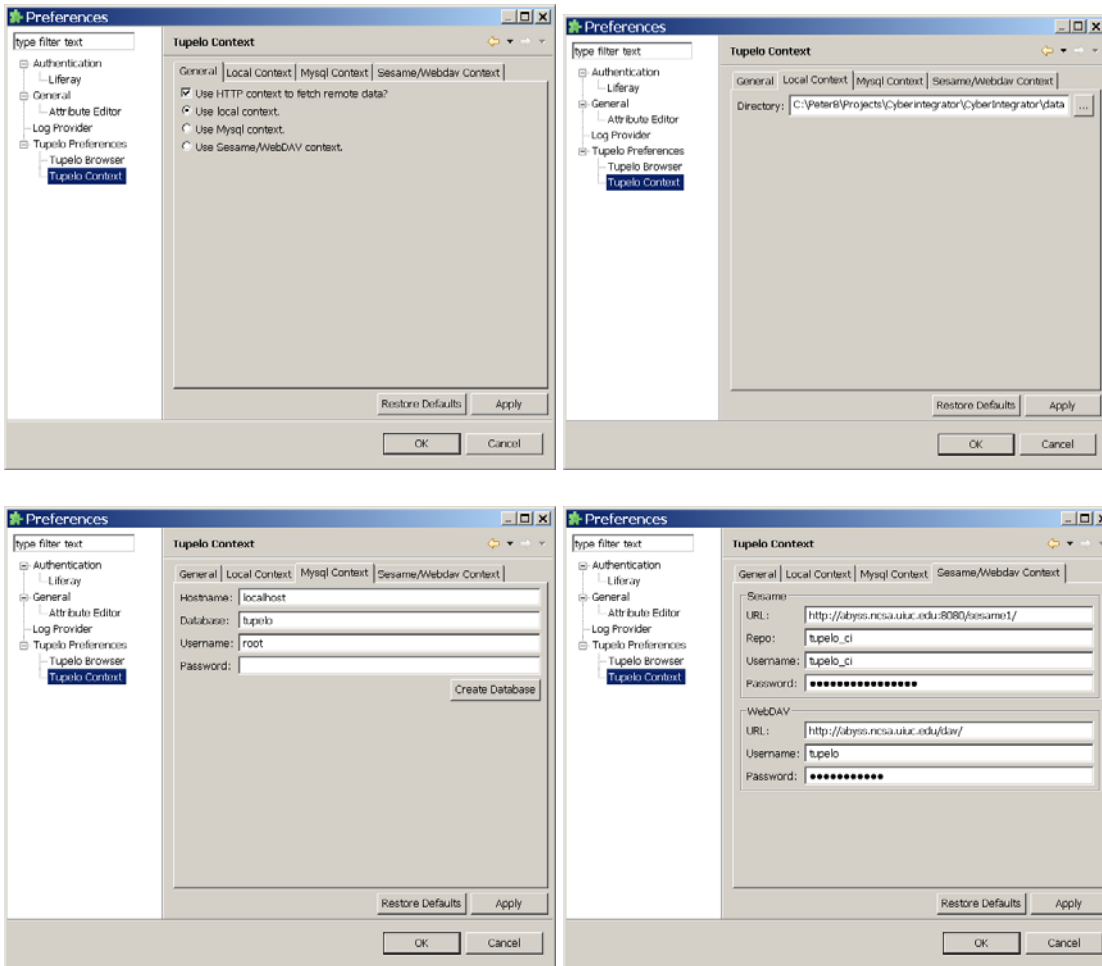 Preferences
type filter text
Authentication
Liferay
General
Attribute Editor
Log Provider
Tupelo Preferences
Tupelo Browser
Tupelo Context
Tupelo Context
General Local Context Mysql Context Sesame/Webdav Context
Use HTTP context to fetch remote data?
Use local context.
Use Mysql context.
Use Sesame/WebDAV context.
Restore Defaults Apply
OK Cancel
Preferences
type filter text
Authentication
Liferay
General
Attribute Editor
Log Provider
Tupelo Preferences
Tupelo Browser
Tupelo Context
Tupelo Context
General Local Context Mysql Context Sesame/Webdav Context
Directory: C:\PeterB\Projects\Cyberintegrator\CyberIntegrator\data ...
Restore Defaults Apply
OK Cancel
Preferences
type filter text
Authentication
Liferay
General
Attribute Editor
Log Provider
Tupelo Preferences
Tupelo Browser
Tupelo Context
Tupelo Context
General Local Context Mysql Context Sesame/Webdav Context
Hostname: localhost
Database: tupelo
Username: root
Password:
Create Database
Restore Defaults Apply
OK Cancel
Preferences
type filter text
Authentication
Liferay
General
Attribute Editor
Log Provider
Tupelo Preferences
Tupelo Browser
Tupelo Context
Tupelo Context
General Local Context Mysql Context Sesame/Webdav Context
Sesame
URL: http://abyss.ncsa.uiuc.edu:8080/sesame1/
Repo: tupelo_ci
Username: tupelo_ci
Password: ●●●●●●●●●●●●●●●●
WebDAV
URL: http://abyss.ncsa.uiuc.edu/dav/
Username: tupelo
Password: ●●●●●●●●●●●
Restore Defaults Apply
OK Cancel